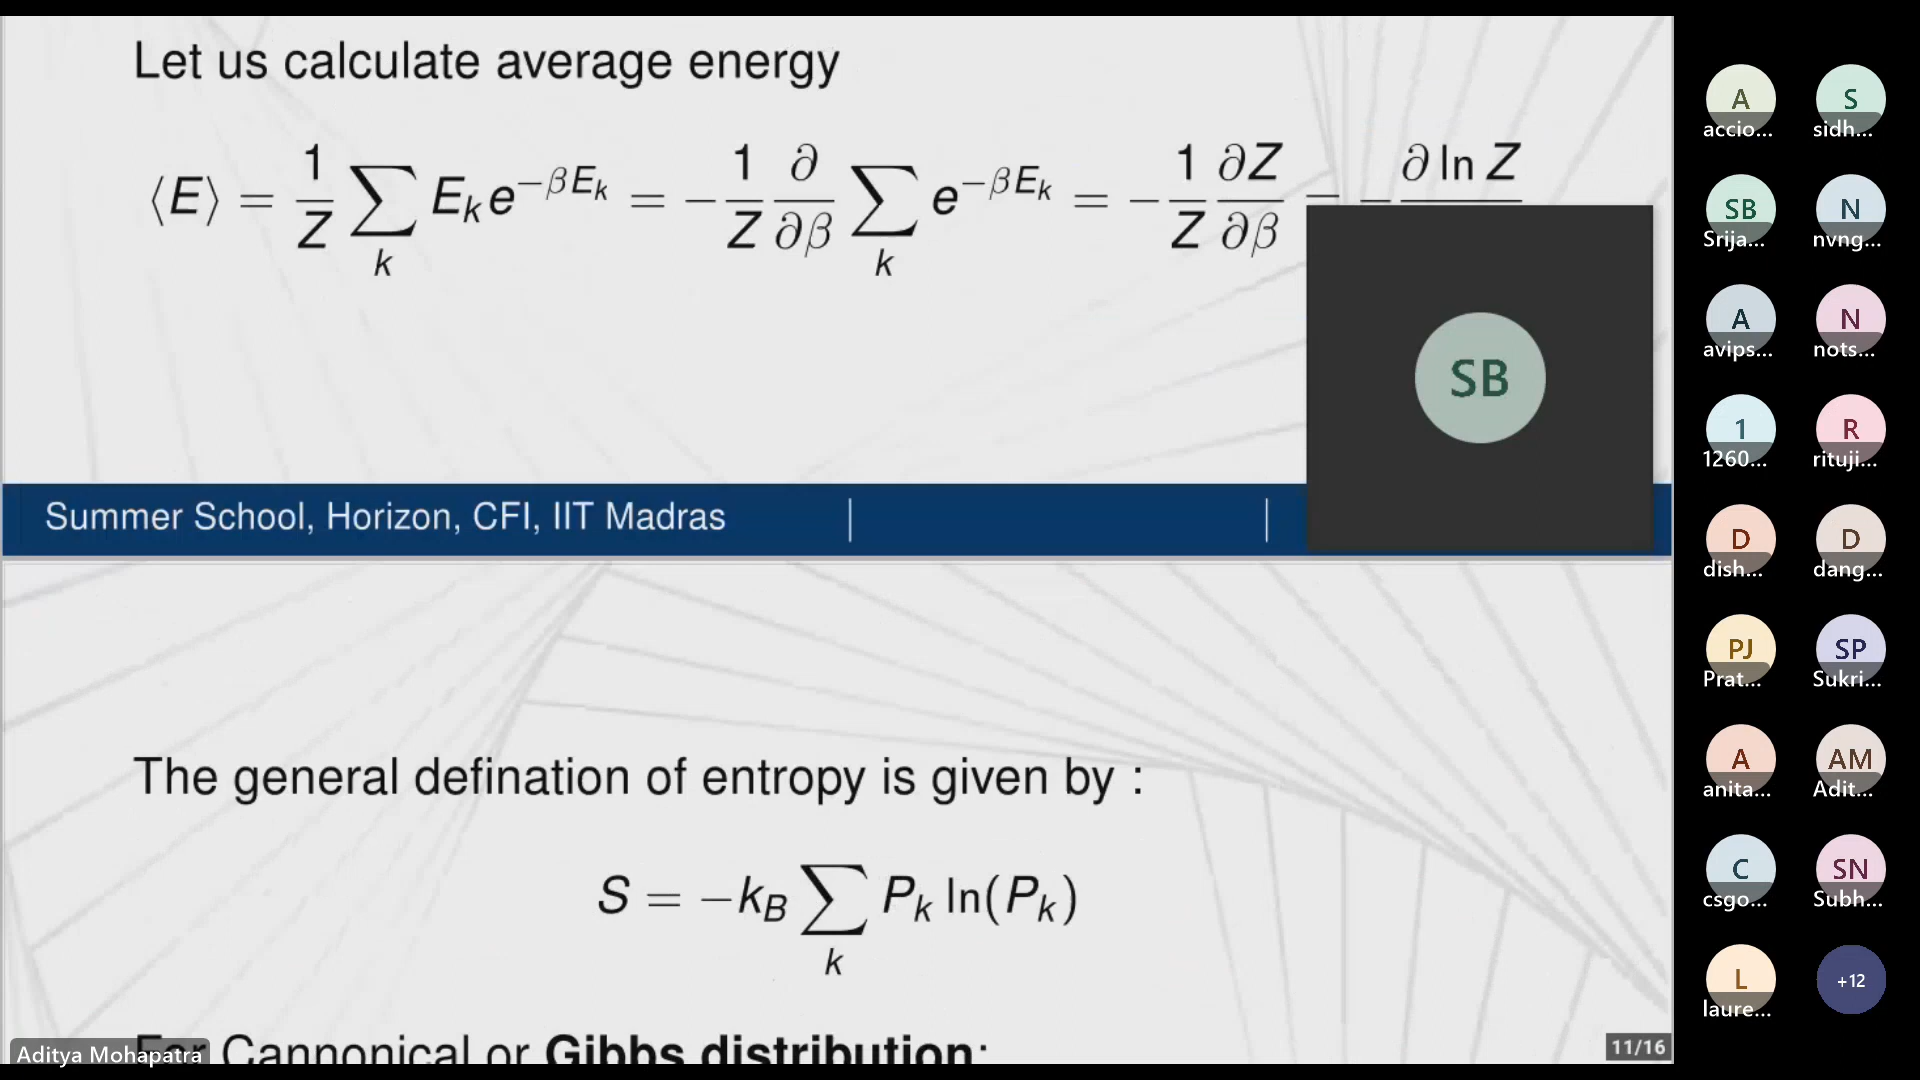 Let us calculate average energy
⟨E⟩ = 1/Z ∑_k E_k e^{−βE_k} = −1/Z ∂/∂β ∑_k e^{−βE_k} = −1/Z ∂Z/∂β = −∂ ln Z
SB
Summer School, Horizon, CFI, IIT Madras
The general defination of entropy is given by :
S = −k_B ∑_k P_k ln(P_k)
For Cannonical or Gibbs distribution:
Aditya Mohapatra
11/16
A
accio...
S
sidh...
SB
Srija...
N
nvng...
A
avips...
N
nots...
1
1260...
R
rituji...
D
dish...
D
dang...
PJ
Prat...
SP
Sukri...
A
anita...
AM
Adit...
C
csgo...
SN
Subh...
L
laure...
+12